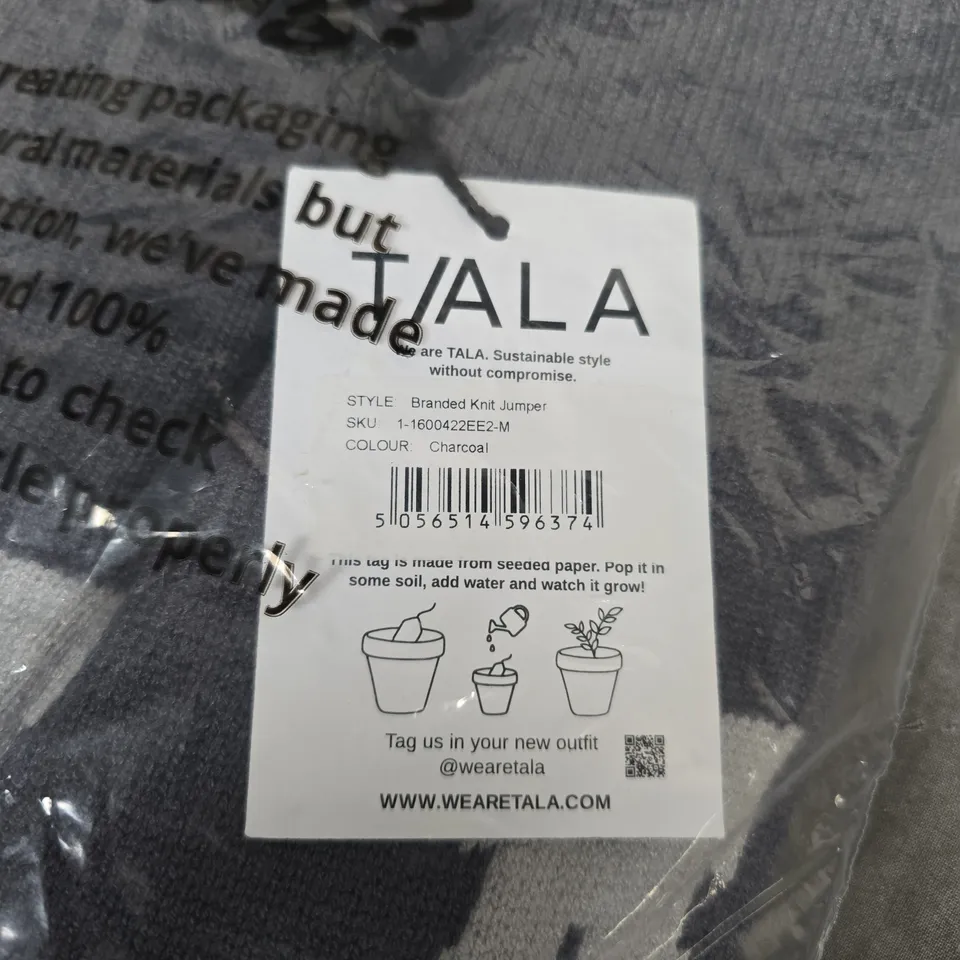 reating packaging
ural materials but
tion, we've made
nd 100%
to check
cle properly
T/ALA
We are TALA. Sustainable style
without compromise.
STYLE: Branded Knit Jumper
SKU: 1-1600422EE2-M
COLOUR: Charcoal
5 056514 596374
This tag is made from seeded paper. Pop it in
some soil, add water and watch it grow!
Tag us in your new outfit
@wearetala
WWW.WEARETALA.COM